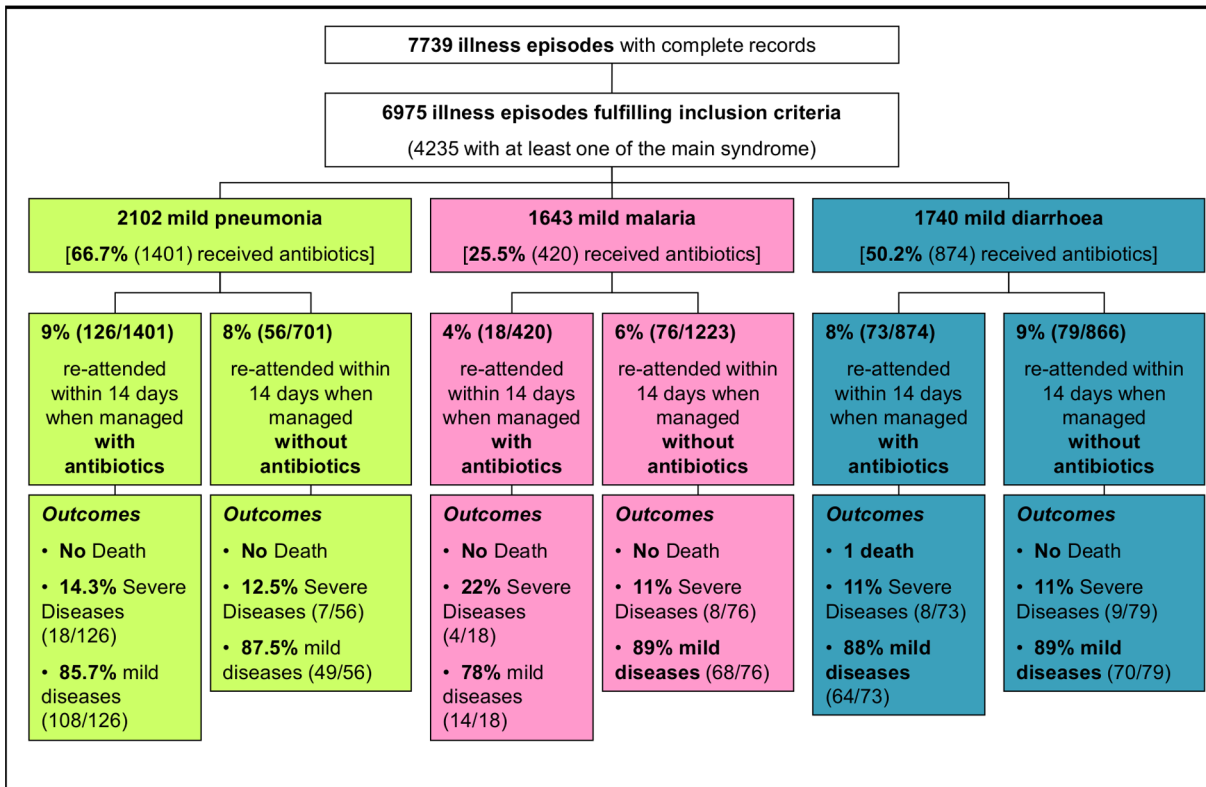 7739 illness episodes with complete records
6975 illness episodes fulfilling inclusion criteria
(4235 with at least one of the main syndrome)
2102 mild pneumonia
[66.7% (1401) received antibiotics]
1643 mild malaria
[25.5% (420) received antibiotics]
1740 mild diarrhoea
[50.2% (874) received antibiotics]
9% (126/1401)
re-attended
within 14 days
when managed
with
antibiotics
8% (56/701)
re-attended within
14 days when
managed
without
antibiotics
4% (18/420)
re-attended
within 14 days
when managed
with
antibiotics
6% (76/1223)
re-attended within
14 days when
managed
without
antibiotics
8% (73/874)
re-attended
within 14 days
when managed
with
antibiotics
9% (79/866)
re-attended within
14 days when
managed
without
antibiotics
Outcomes
• No Death
• 14.3% Severe
Diseases
(18/126)
• 85.7% mild
diseases
(108/126)
Outcomes
• No Death
• 12.5% Severe
Diseases (7/56)
• 87.5% mild
diseases (49/56)
Outcomes
• No Death
• 22% Severe
Diseases
(4/18)
• 78% mild
diseases
(14/18)
Outcomes
• No Death
• 11% Severe
Diseases (8/76)
• 89% mild
diseases (68/76)
Outcomes
• 1 death
• 11% Severe
Diseases (8/73)
• 88% mild
diseases
(64/73)
Outcomes
• No Death
• 11% Severe
Diseases (9/79)
• 89% mild
diseases (70/79)